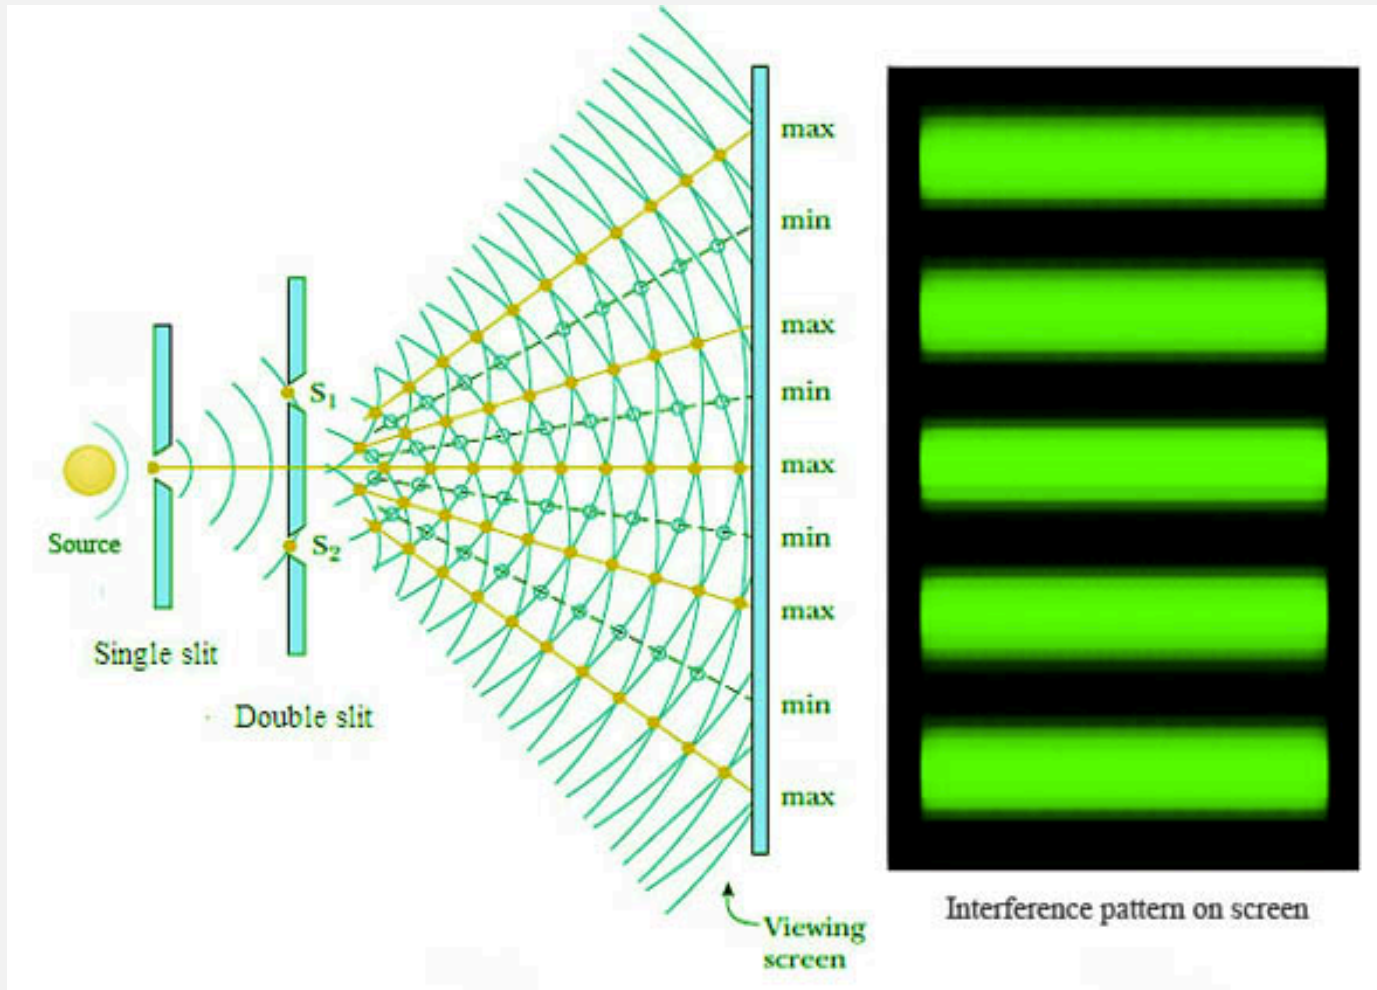 max
min
max
S₁
min
max
min
Source
S₂
max
Single slit
min
Double slit
max
Interference pattern on screen
Viewing
screen